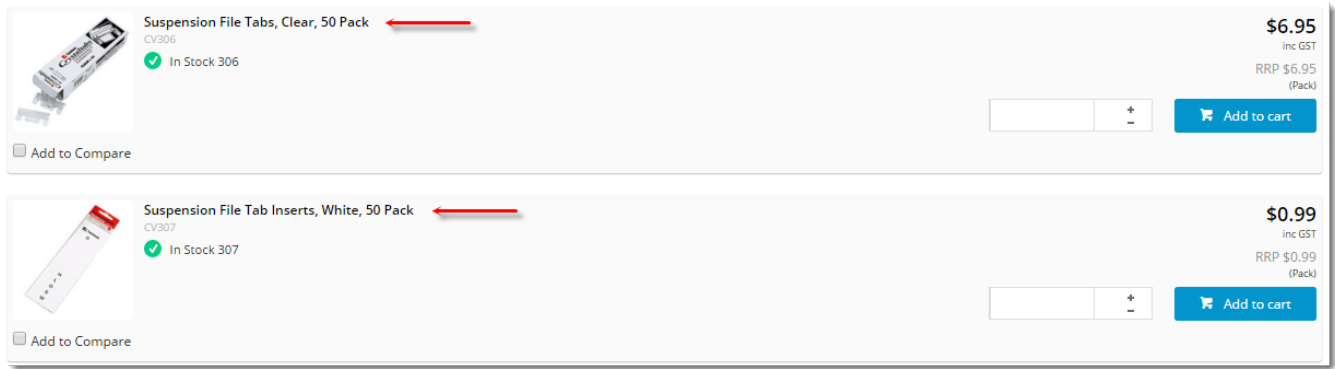 Suspension File Tabs, Clear, 50 Pack
CV306
In Stock 306
$6.95
inc GST
RRP $6.95
(Pack)
+
-
Add to cart
Add to Compare
Suspension File Tab Inserts, White, 50 Pack
CV307
In Stock 307
$0.99
inc GST
RRP $0.99
(Pack)
+
-
Add to cart
Add to Compare